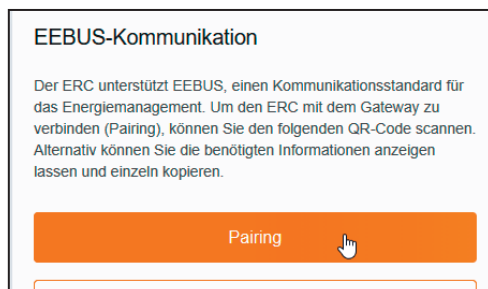 EEBUS-Kommunikation
Der ERC unterstützt EEBUS, einen Kommunikationsstandard für
das Energiemanagement. Um den ERC mit dem Gateway zu
verbinden (Pairing), können Sie den folgenden QR-Code scannen.
Alternativ können Sie die benötigten Informationen anzeigen
lassen und einzeln kopieren.
Pairing